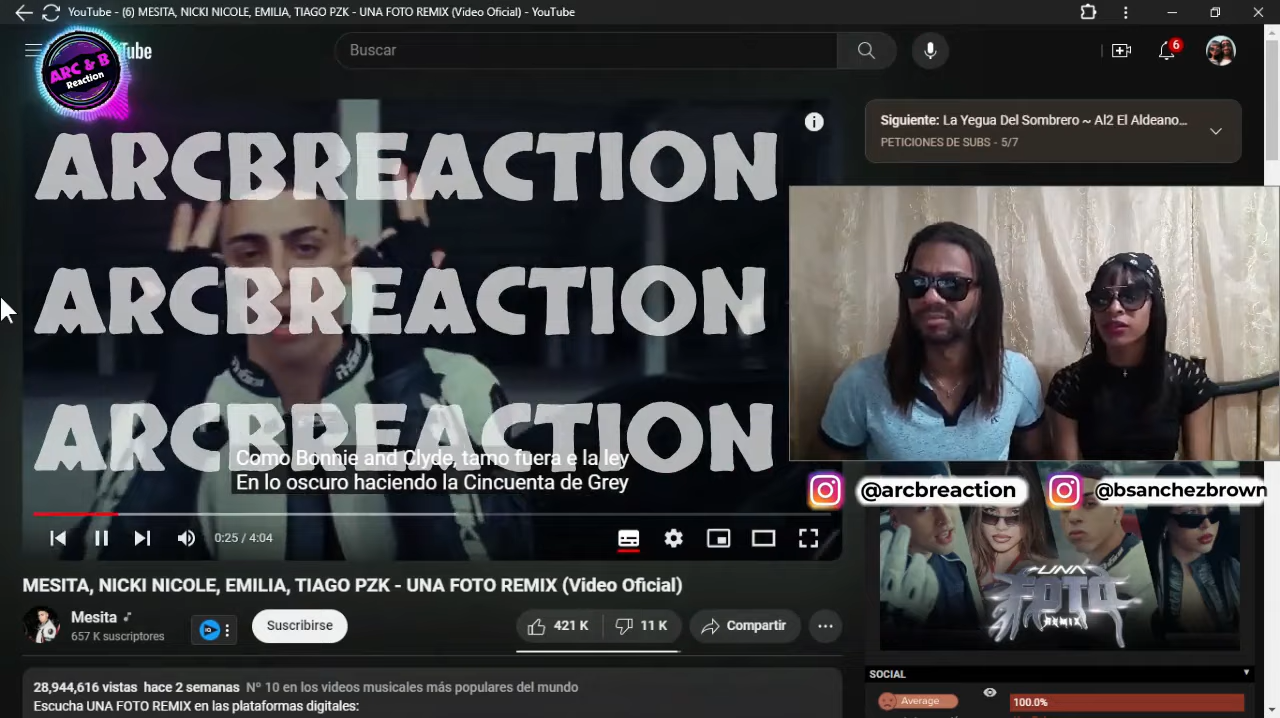 YouTube - (6) MESITA, NICKI NICOLE, EMILIA, TIAGO PZK - UNA FOTO REMIX (Video Oficial) - YouTube
ARC & B
Reaction
Tube
Buscar
6
Siguiente: La Yegua Del Sombrero ~ Al2 El Aldeano...
PETICIONES DE SUBS - 5/7
ARCBREACTION
ARCBREACTION
ARCBREACTION
Como Bonnie and Clyde, tamo fuera e la ley
En lo oscuro haciendo la Cincuenta de Grey
@arcbreaction
@bsanchezbrown
0:25 / 4:04
MESITA, NICKI NICOLE, EMILIA, TIAGO PZK - UNA FOTO REMIX (Video Oficial)
Mesita
657 K suscriptores
Suscribirse
421 K
11 K
Compartir
UNA
FOTO
REMIX
28,944,616 vistas hace 2 semanas Nº 10 en los videos musicales más populares del mundo
Escucha UNA FOTO REMIX en las plataformas digitales:
SOCIAL
Average
100.0%